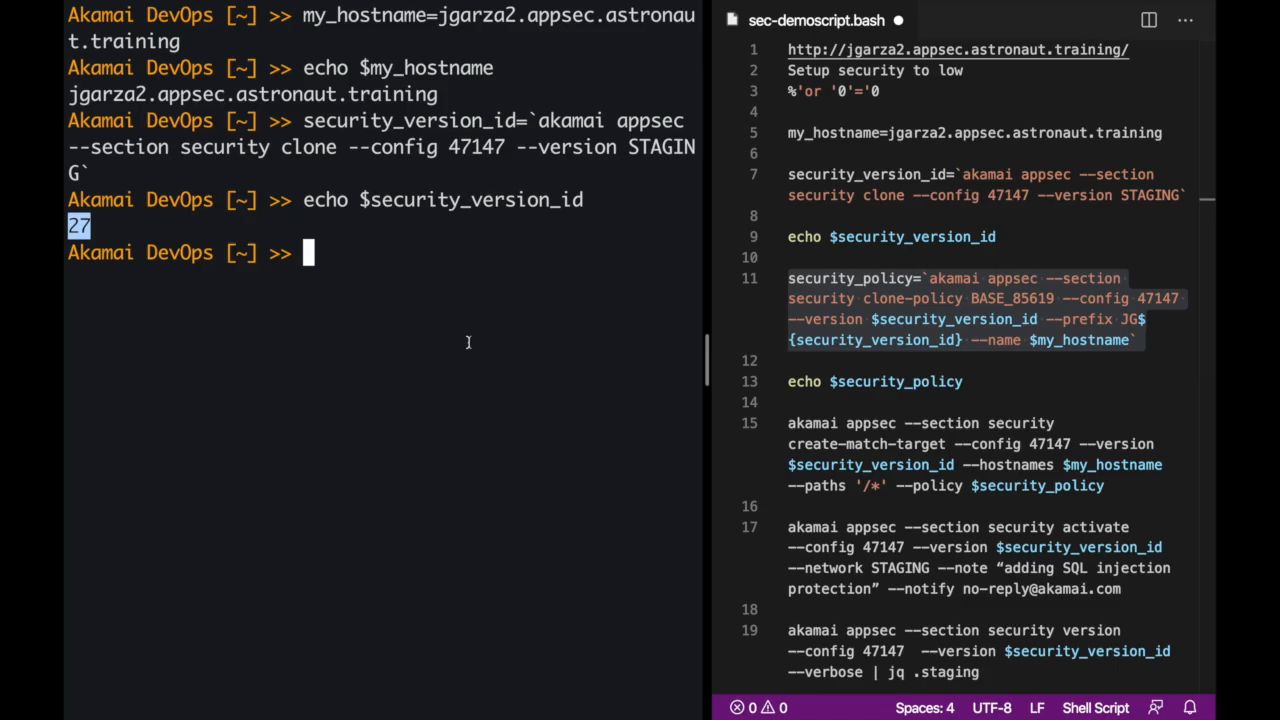 Akamai DevOps [~] >> my_hostname=jgarza2.appsec.astronau
t.training
Akamai DevOps [~] >> echo $my_hostname
jgarza2.appsec.astronaut.training
Akamai DevOps [~] >> security_version_id=`akamai appsec
--section security clone --config 47147 --version STAGIN
G`
Akamai DevOps [~] >> echo $security_version_id
27
Akamai DevOps [~] >>
sec-demoscript.bash
1 http://jgarza2.appsec.astronaut.training/
2 Setup security to low
3 %'or '0'='0
4
5 my_hostname=jgarza2.appsec.astronaut.training
6
7 security_version_id=`akamai appsec --section
security clone --config 47147 --version STAGING`
8
9 echo $security_version_id
10
11 security_policy=`akamai appsec --section
security clone-policy BASE_85619 --config 47147
--version $security_version_id --prefix JG$
{security_version_id} --name $my_hostname`
12
13 echo $security_policy
14
15 akamai appsec --section security
create-match-target --config 47147 --version
$security_version_id --hostnames $my_hostname
--paths '/*' --policy $security_policy
16
17 akamai appsec --section security activate
--config 47147 --version $security_version_id
--network STAGING --note “adding SQL injection
protection” --notify no-reply@akamai.com
18
19 akamai appsec --section security version
--config 47147  --version $security_version_id
--verbose | jq .staging
0 0 Spaces: 4 UTF-8 LF Shell Script